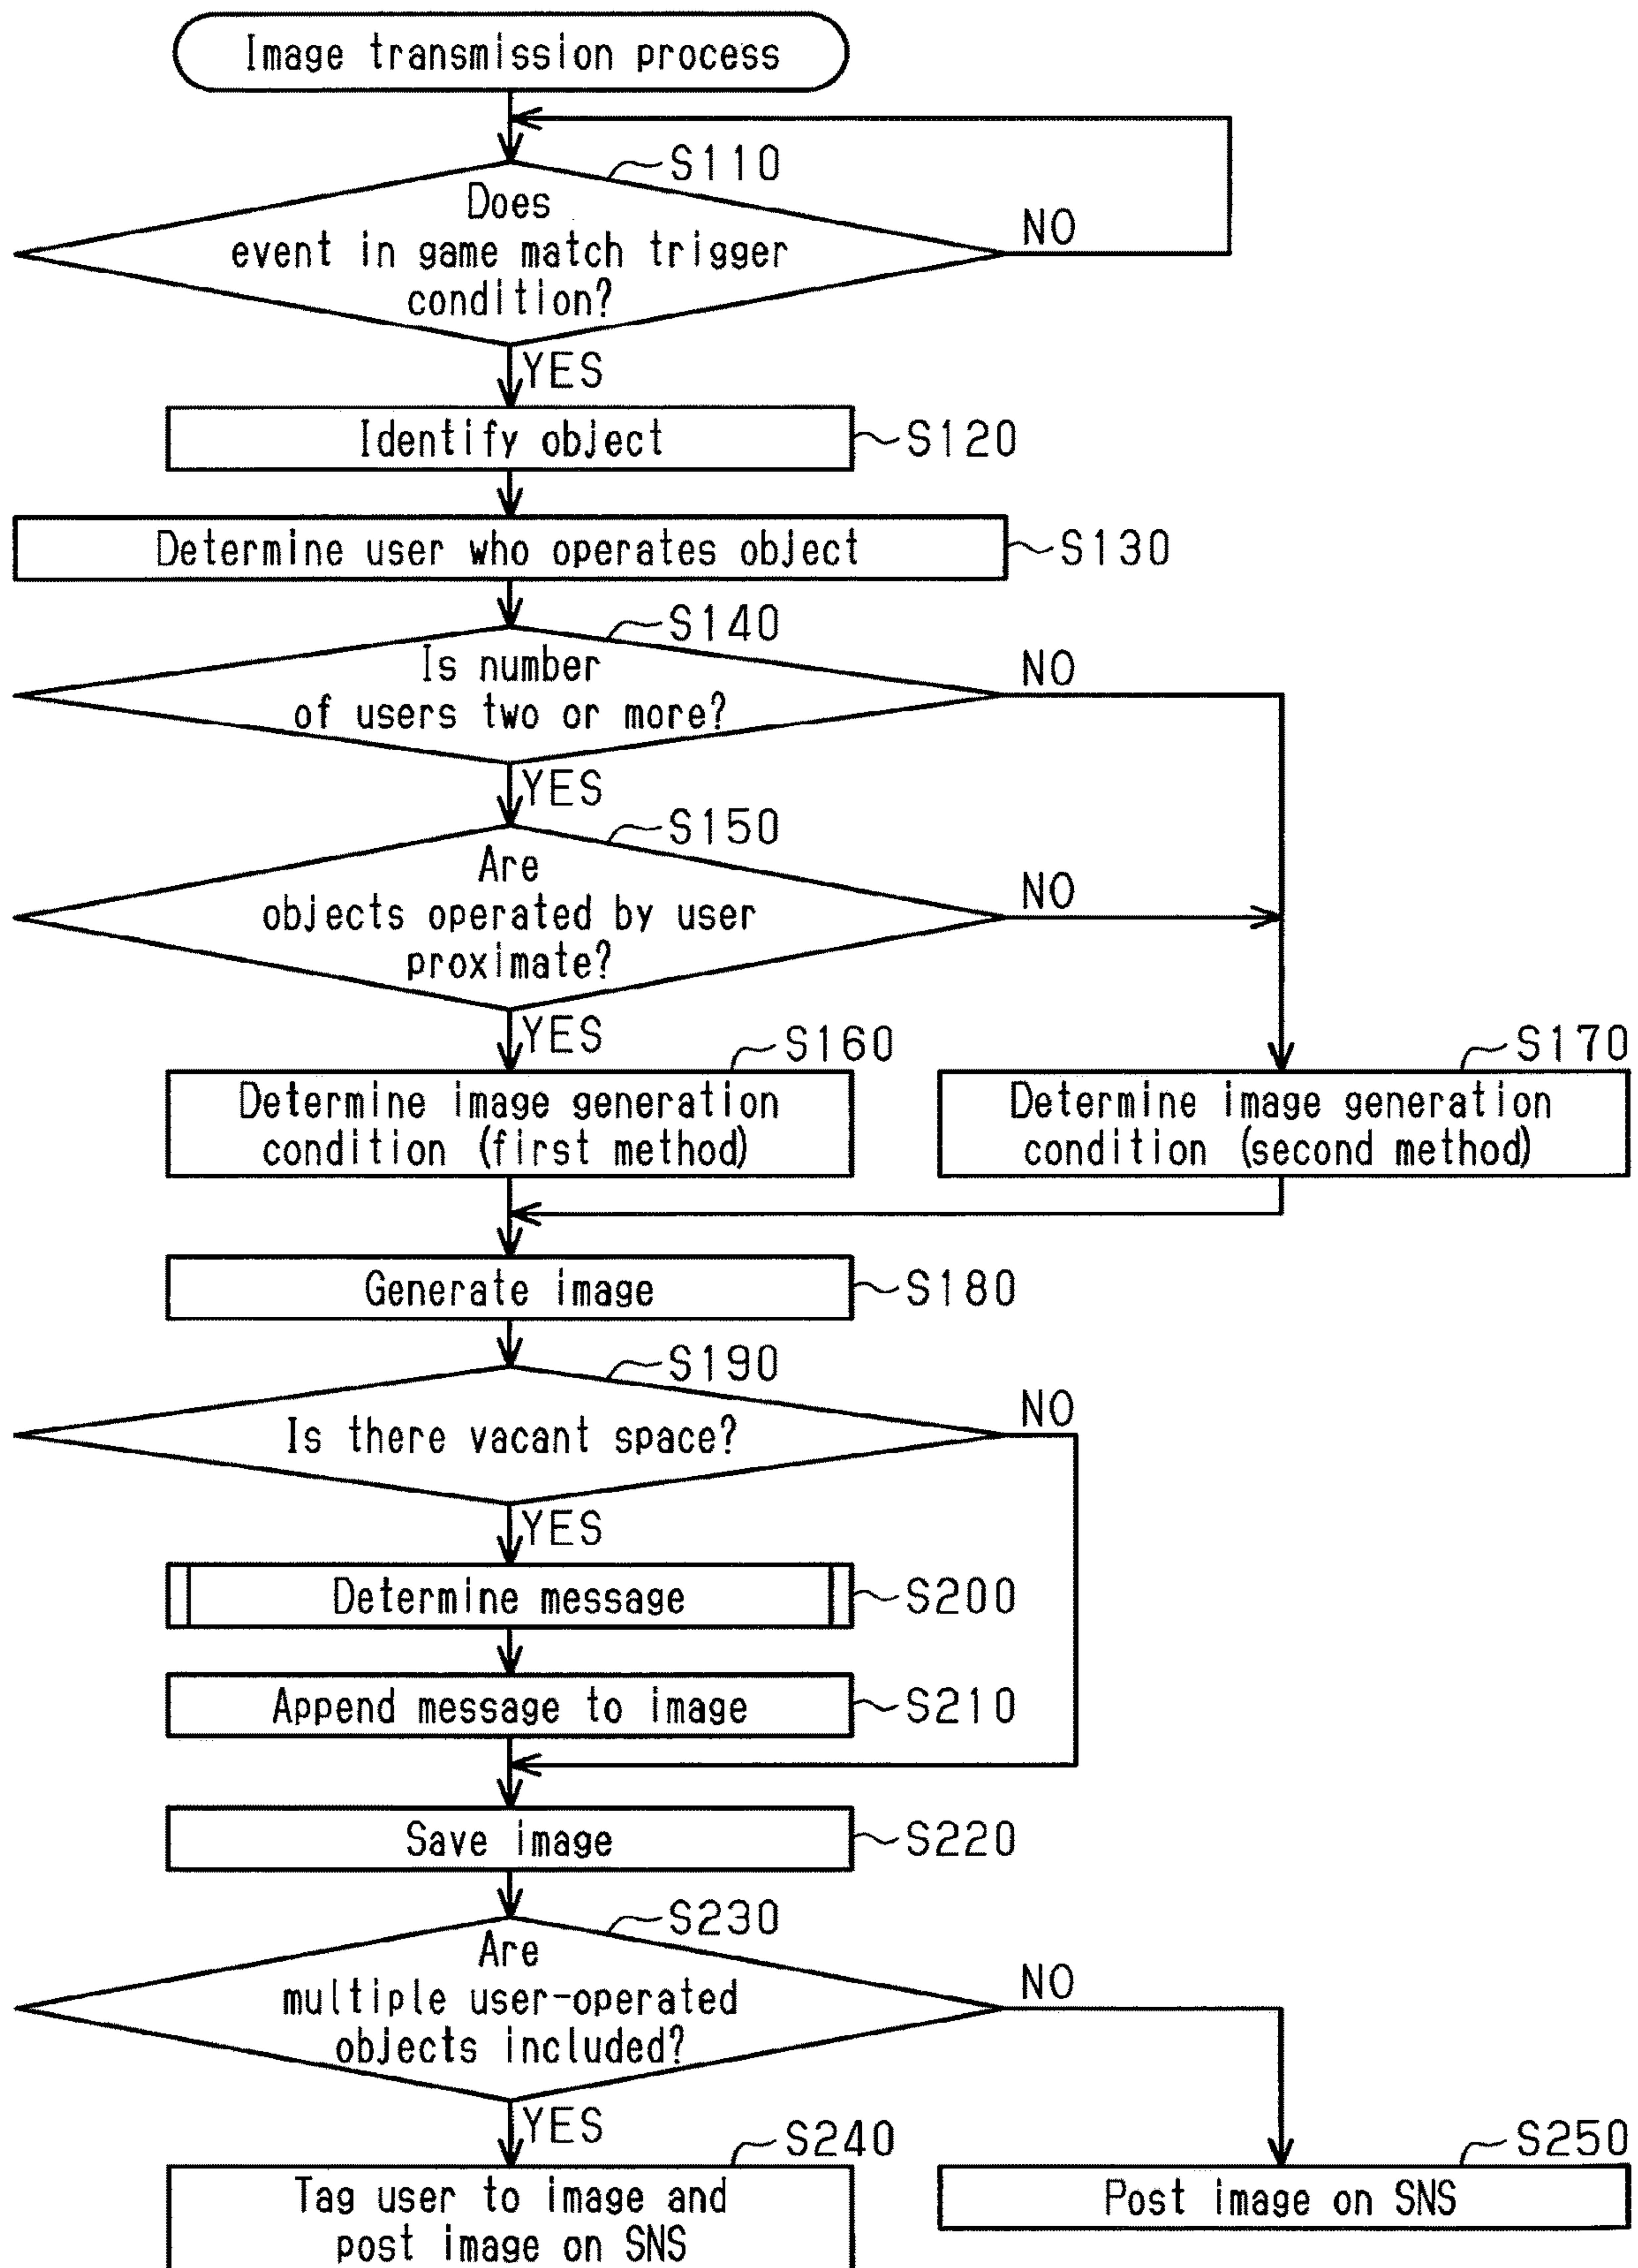 Image transmission process
S110
Does
event in game match trigger
condition?
NO
YES
Identify object
S120
Determine user who operates object
S130
S140
Is number
of users two or more?
NO
YES
S150
Are
objects operated by user
proximate?
NO
YES
S160
Determine image generation
condition (first method)
S170
Determine image generation
condition (second method)
Generate image
S180
S190
Is there vacant space?
NO
YES
Determine message
S200
Append message to image
S210
Save image
S220
S230
Are
multiple user-operated
objects included?
NO
YES
S240
Tag user to image and
post image on SNS
S250
Post image on SNS